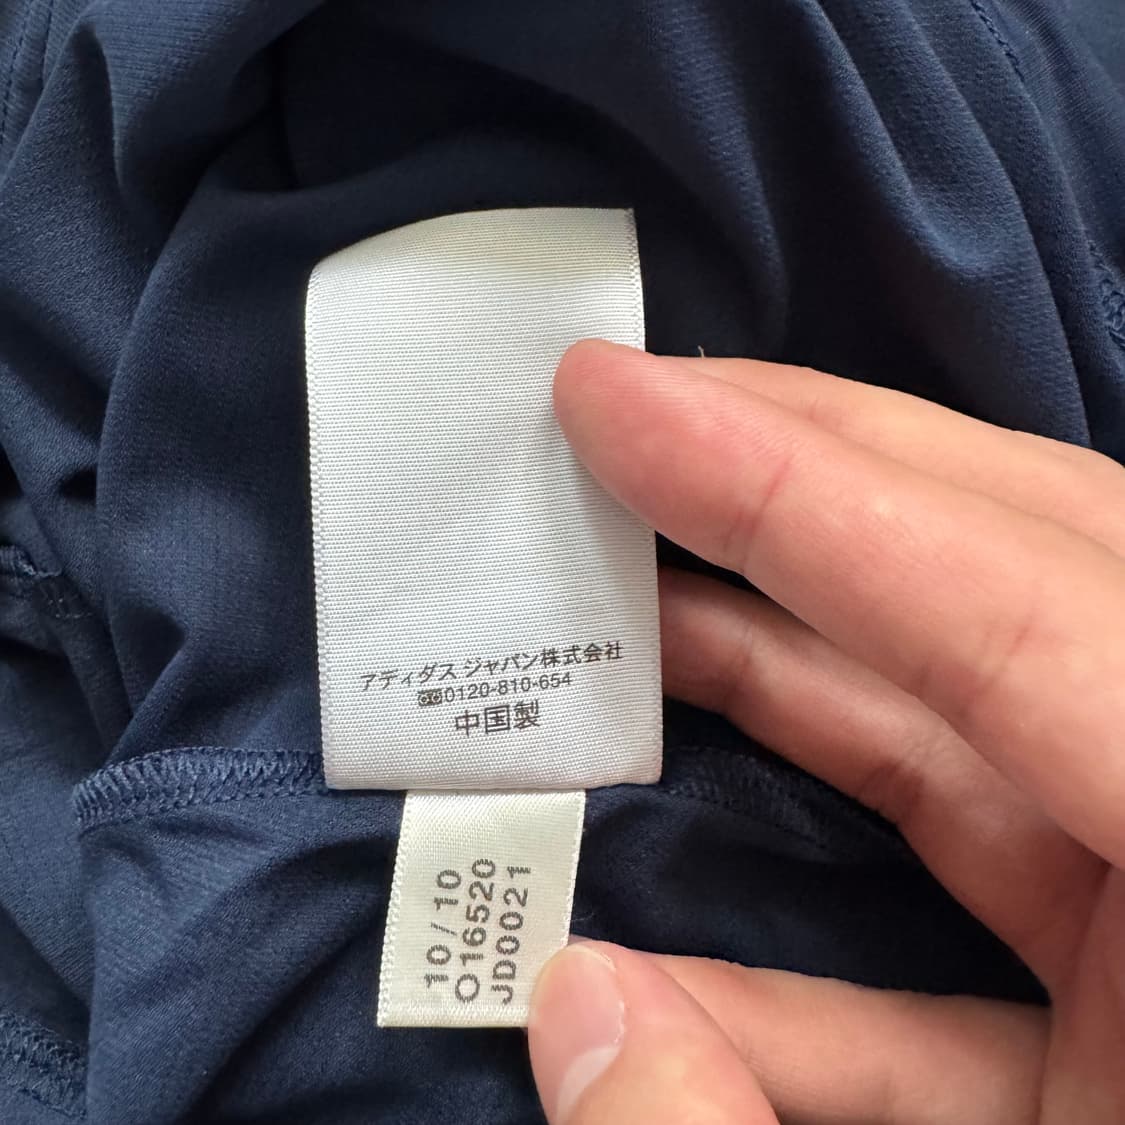 アディダス ジャパン株式会社
0120-810-654
中国製
10/10
O16520
JD0021